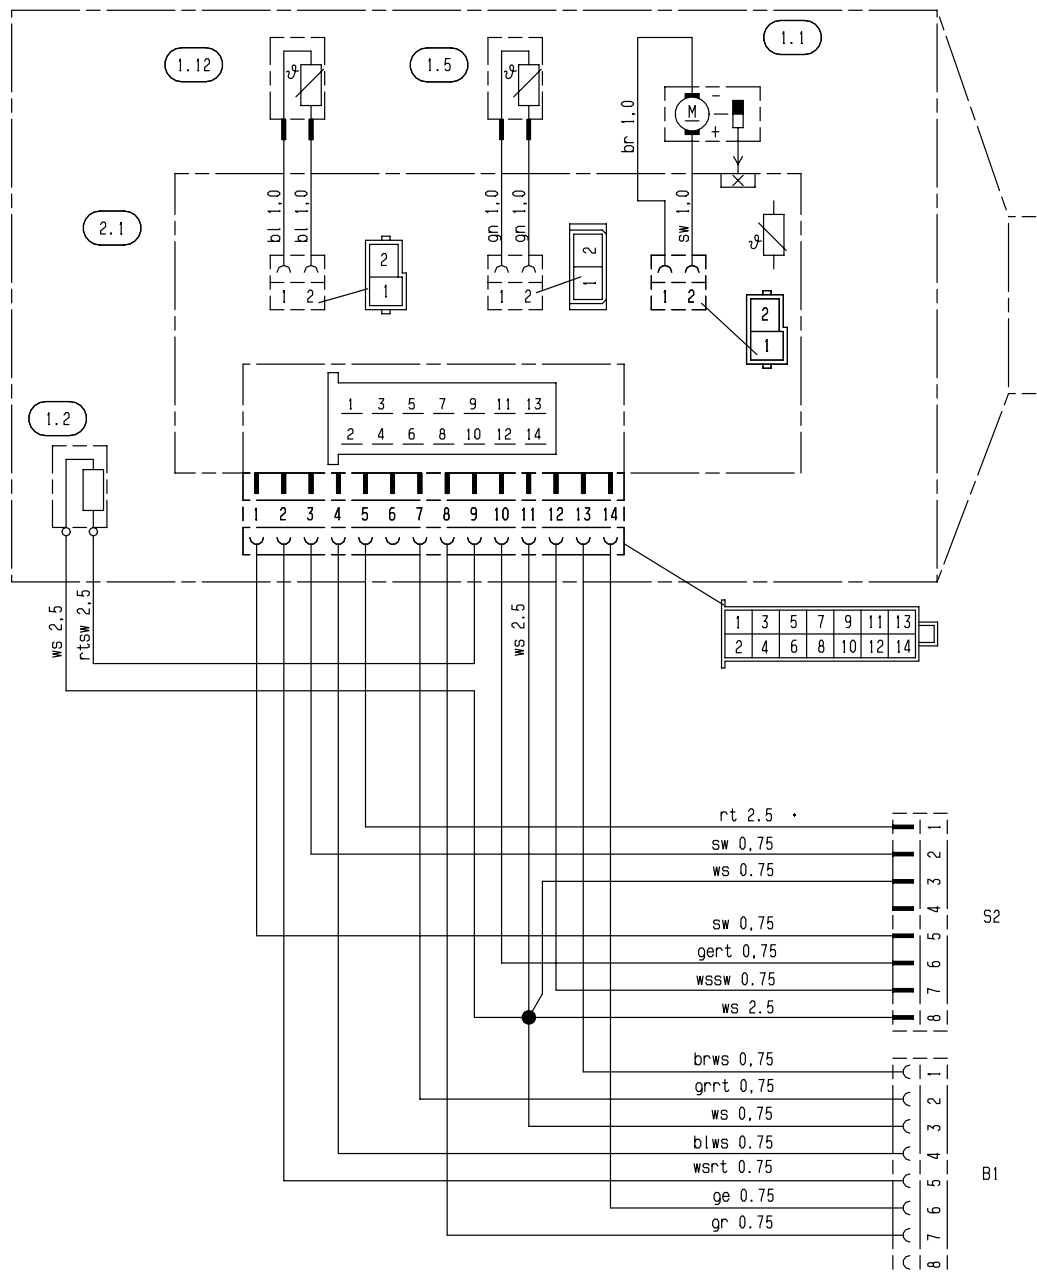 1.1
1.12
1.5
ϑ
ϑ
M
-
+
br 1,0
2.1
bl 1,0
bl 1,0
gn 1,0
gn 1,0
sw 1,0
ϑ
2
1
2
1
1 2
1 2
1 2
2
1
1.2
1 3 5 7 9 11 13
2 4 6 8 10 12 14
1 2 3 4 5 6 7 8 9 10 11 12 13 14
ws 2,5
rtsw 2,5
ws 2.5
1 3 5 7 9 11 13
2 4 6 8 10 12 14
rt 2.5
1
sw 0,75
2
ws 0.75
3
4
S2
sw 0,75
5
gert 0,75
6
wssw 0.75
7
ws 2.5
8
brws 0,75
1
grrt 0,75
2
ws 0,75
3
blws 0.75
4
wsrt 0.75
5
B1
ge 0.75
6
gr 0.75
7
8